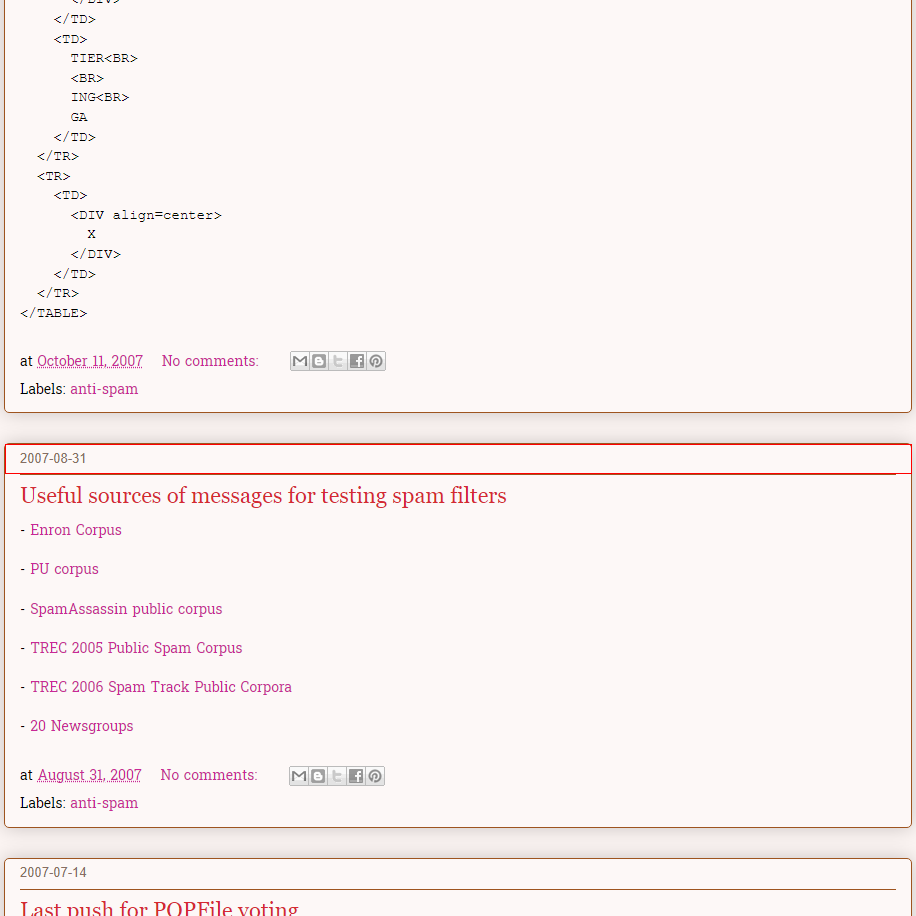 </DIV>
</TD>
<TD>
TIER<BR>
<BR>
ING<BR>
GA
</TD>
</TR>
<TR>
<TD>
<DIV align=center>
X
</DIV>
</TD>
</TR>
</TABLE>
at October 11, 2007 No comments:
Labels: anti-spam
2007-08-31
Useful sources of messages for testing spam filters
- Enron Corpus
- PU corpus
- SpamAssassin public corpus
- TREC 2005 Public Spam Corpus
- TREC 2006 Spam Track Public Corpora
- 20 Newsgroups
at August 31, 2007 No comments:
Labels: anti-spam
2007-07-14
Last push for POPFile voting